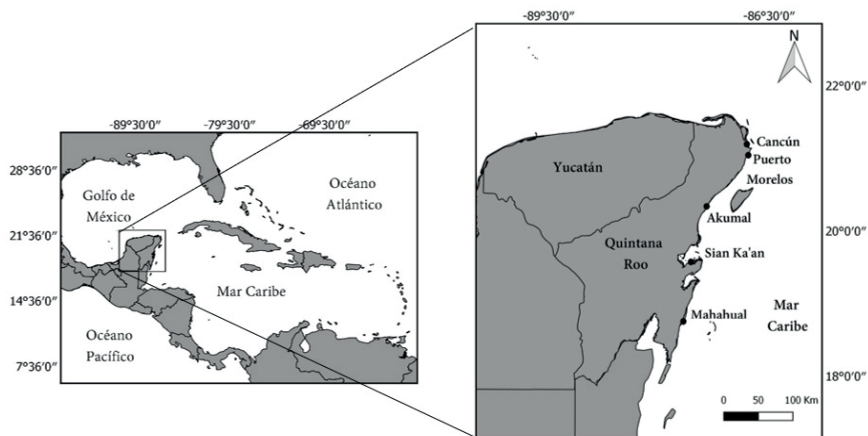 -89°30'0"
-79°30'0"
-69°30'0"
28°36'0"
21°36'0"
14°36'0"
7°36'0"
Golfo de
México
Océano
Atlántico
Mar Caribe
Océano
Pacífico
-89°30'0"
-86°30'0"
N
22°0'0"
20°0'0"
18°0'0"
Yucatán
Quintana
Roo
Cancún
Puerto
Morelos
Akumal
Sian Ka'an
Mahahual
Mar
Caribe
0 50 100 Km